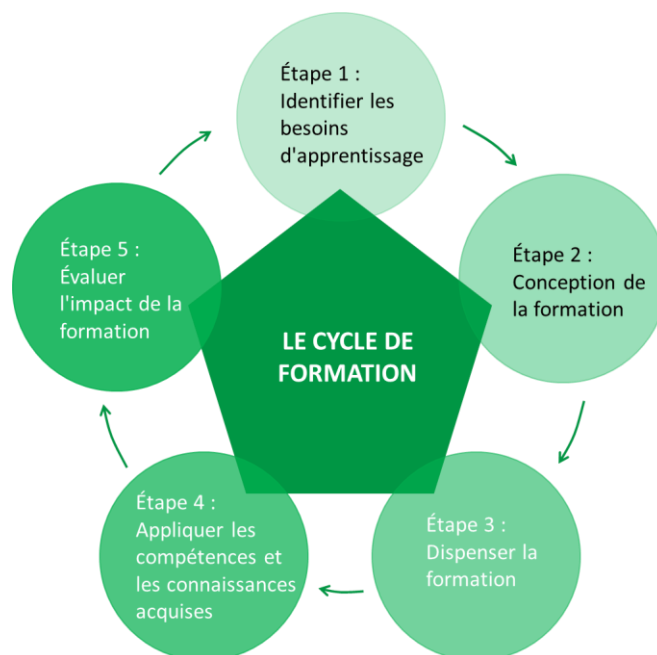 Étape 1 :
Identifier les
besoins
d'apprentissage
Étape 2 :
Conception de
la formation
Étape 3 :
Dispenser la
formation
Étape 4 :
Appliquer les
compétences et
les connaissances
acquises
Étape 5 :
Évaluer
l'impact de la
formation
LE CYCLE DE
FORMATION